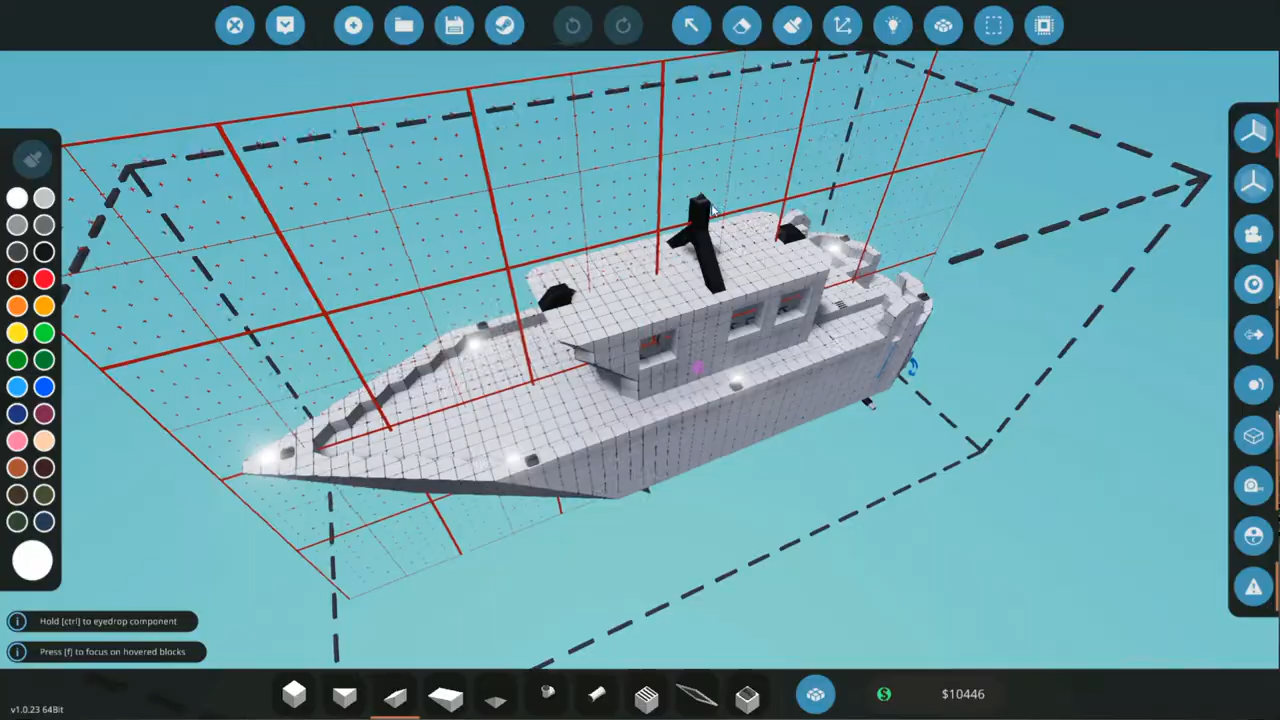 Hold [ctrl] to eyedrop component
Press [f] to focus on hovered blocks
$10446
v1.0.23 64Bit